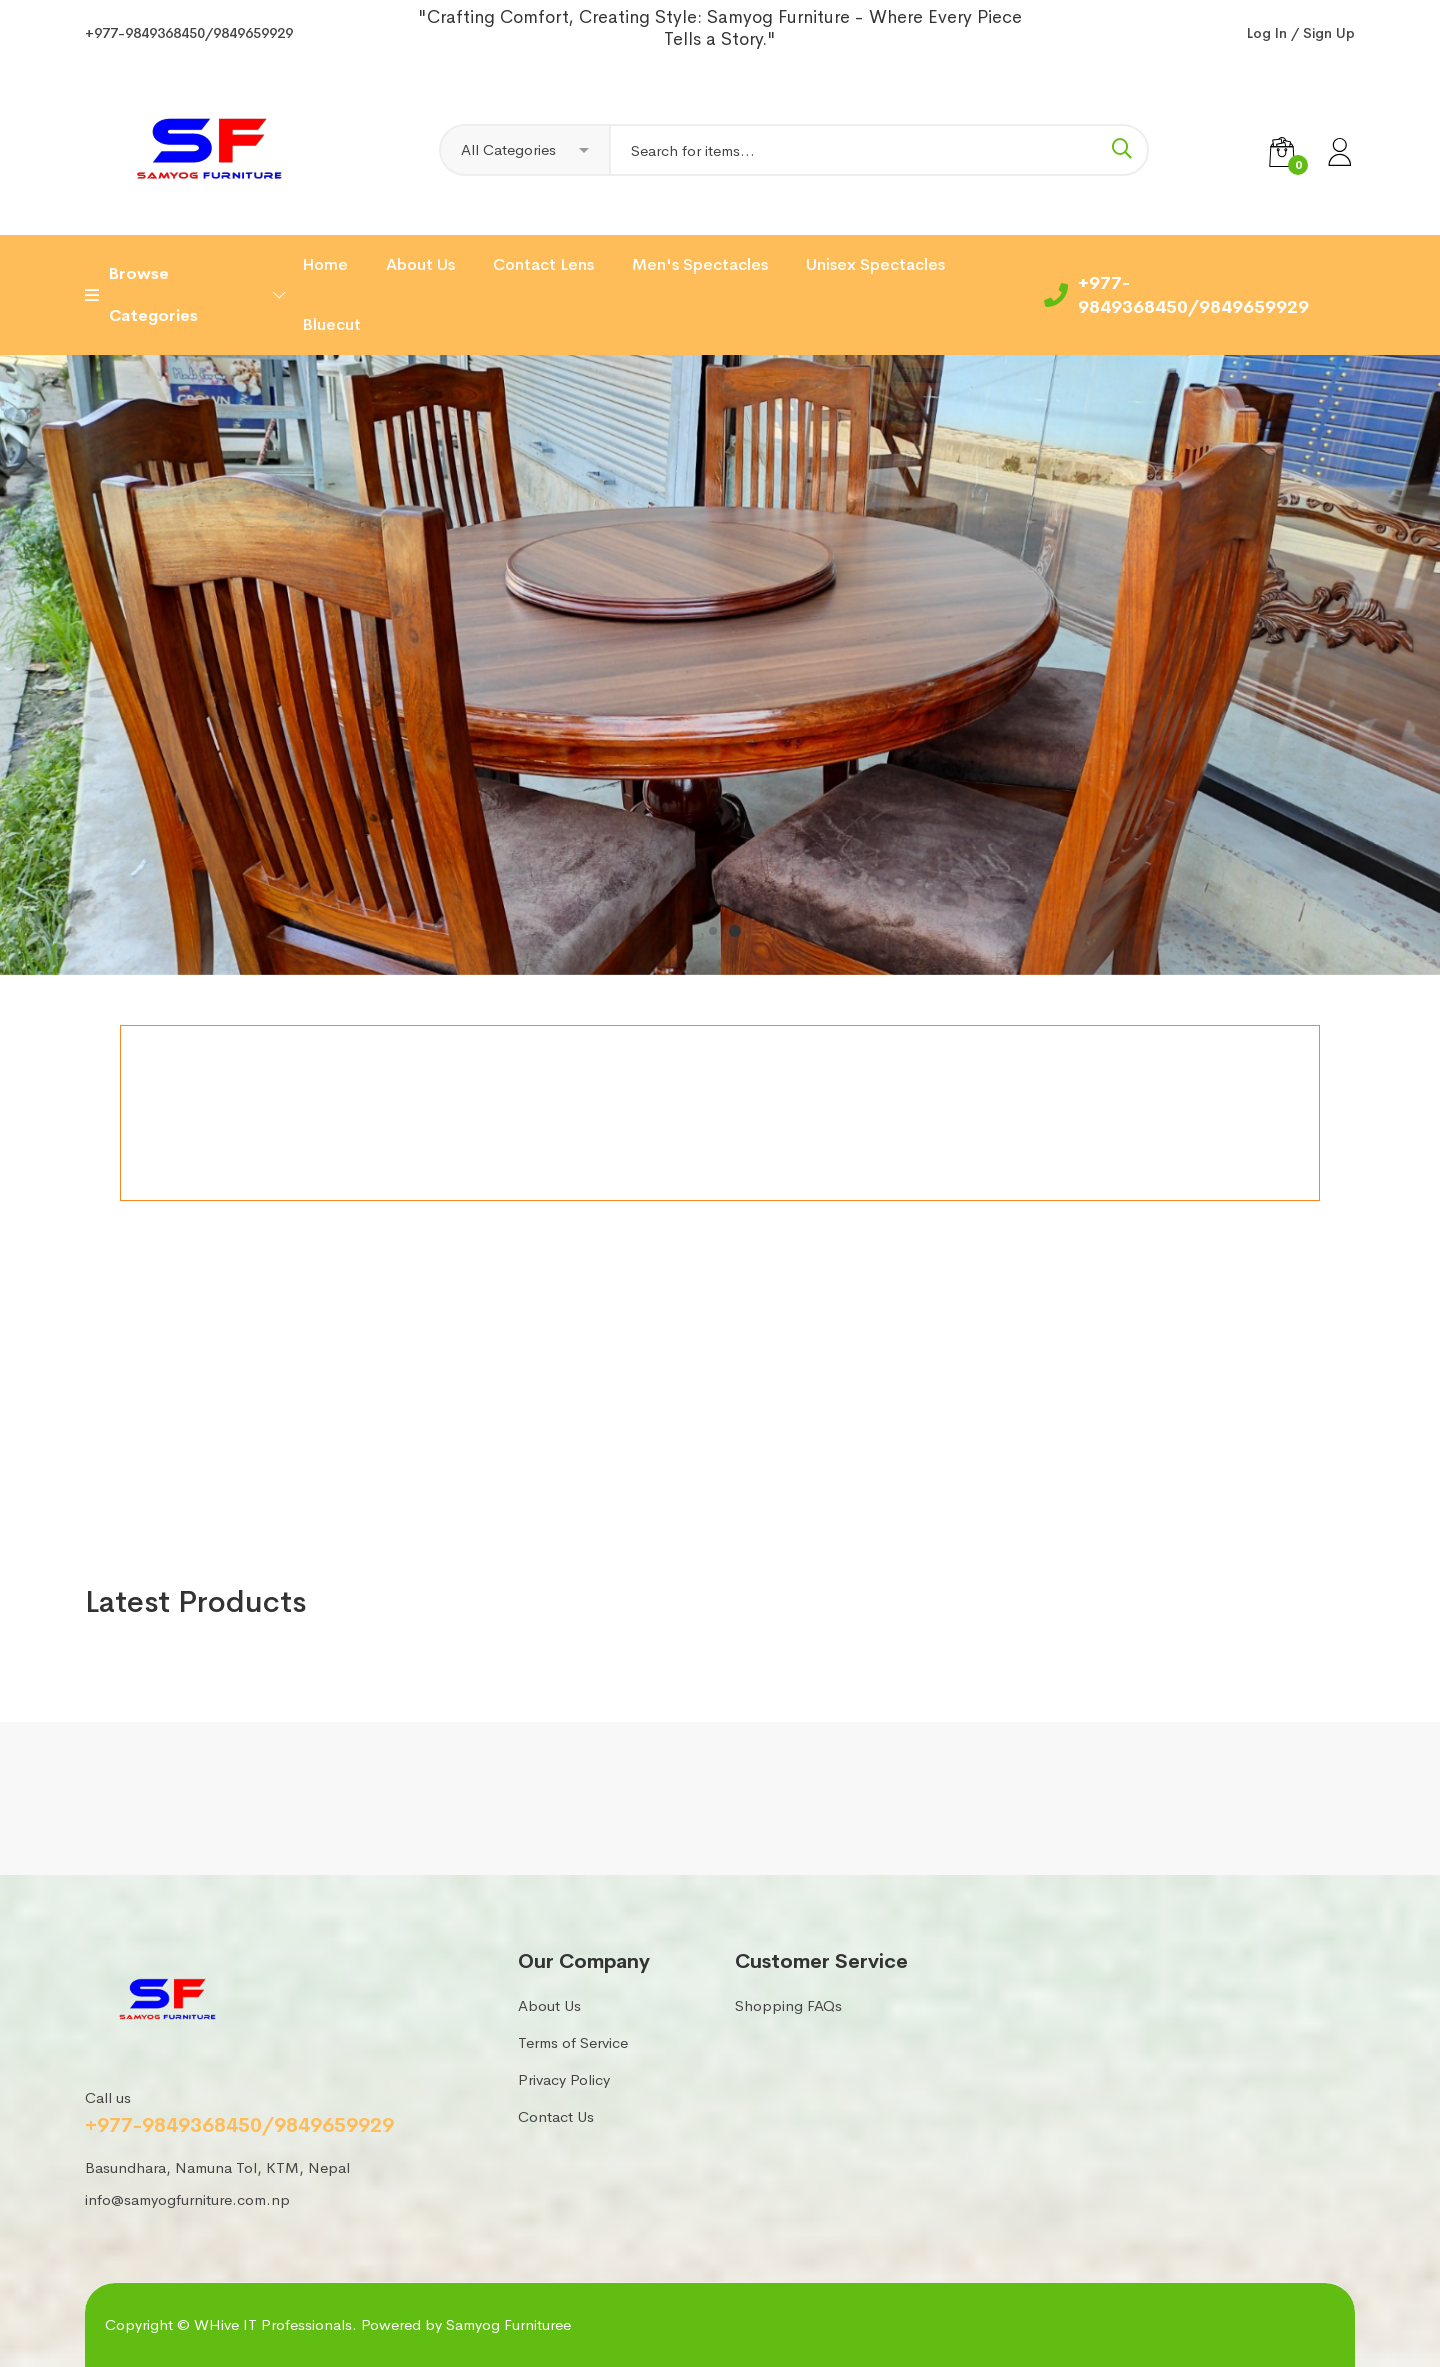 +977-9849368450/9849659929
"Crafting Comfort, Creating Style: Samyog Furniture - Where Every Piece
Tells a Story."
Log In / Sign Up
SF
SAMYOG FURNITURE
All Categories
Search for items...
0
Browse
Categories
Home
About Us
Contact Lens
Men's Spectacles
Unisex Spectacles
Bluecut
+977-
9849368450/9849659929
CROWN
Latest Products
SF
SAMYOG FURNITURE
Call us
+977-9849368450/9849659929
Basundhara, Namuna Tol, KTM, Nepal
info@samyogfurniture.com.np
Our Company
About Us
Terms of Service
Privacy Policy
Contact Us
Customer Service
Shopping FAQs
Copyright © WHive IT Professionals. Powered by Samyog Furnituree